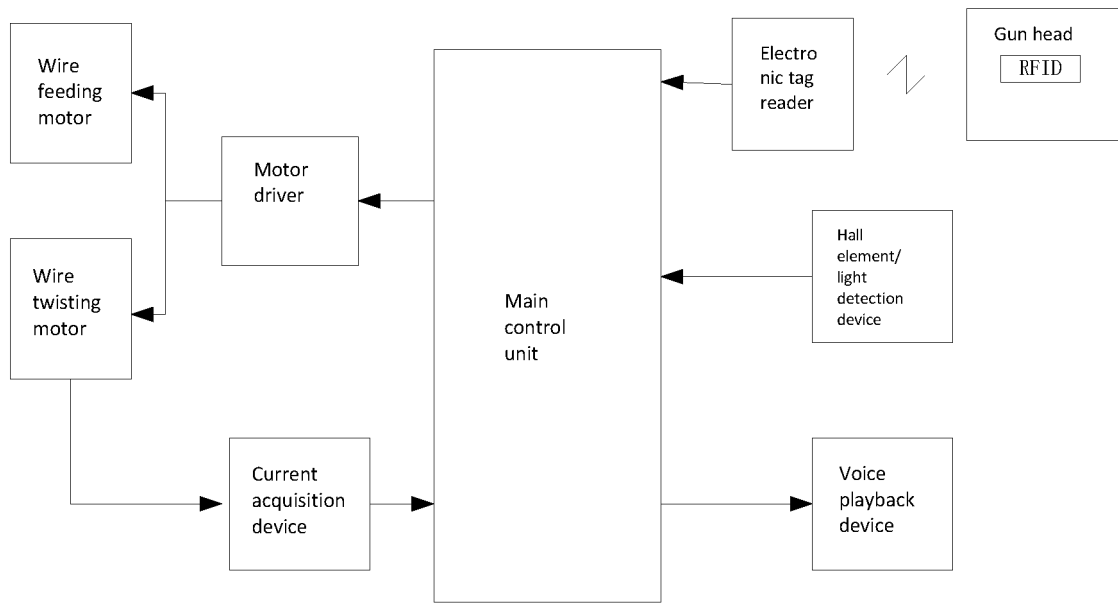 Wire
feeding
motor
Motor
driver
Wire
twisting
motor
Current
acquisition
device
Main
control
unit
Electro
nic tag
reader
Gun head
RFID
Hall
element/
light
detection
device
Voice
playback
device